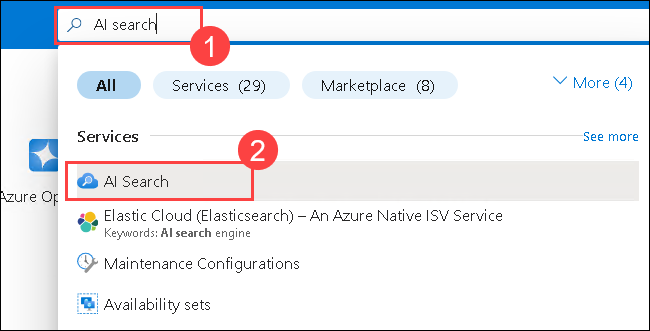 AI search
1
All
Services (29)
Marketplace (8)
More (4)
Services
See more
2
AI Search
Azure Op
Elastic Cloud (Elasticsearch) – An Azure Native ISV Service
Keywords: AI search engine
Maintenance Configurations
Availability sets